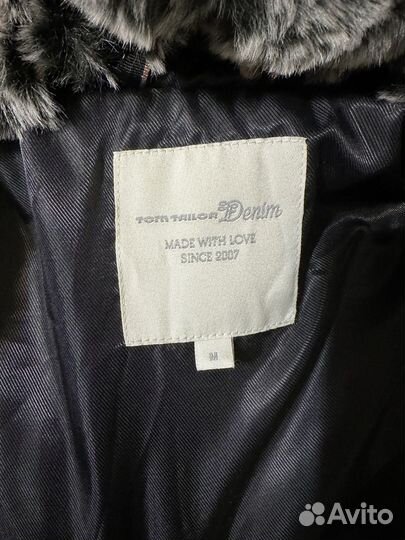 TOM TAILOR Denim
MADE WITH LOVE
SINCE 2007
M
Avito